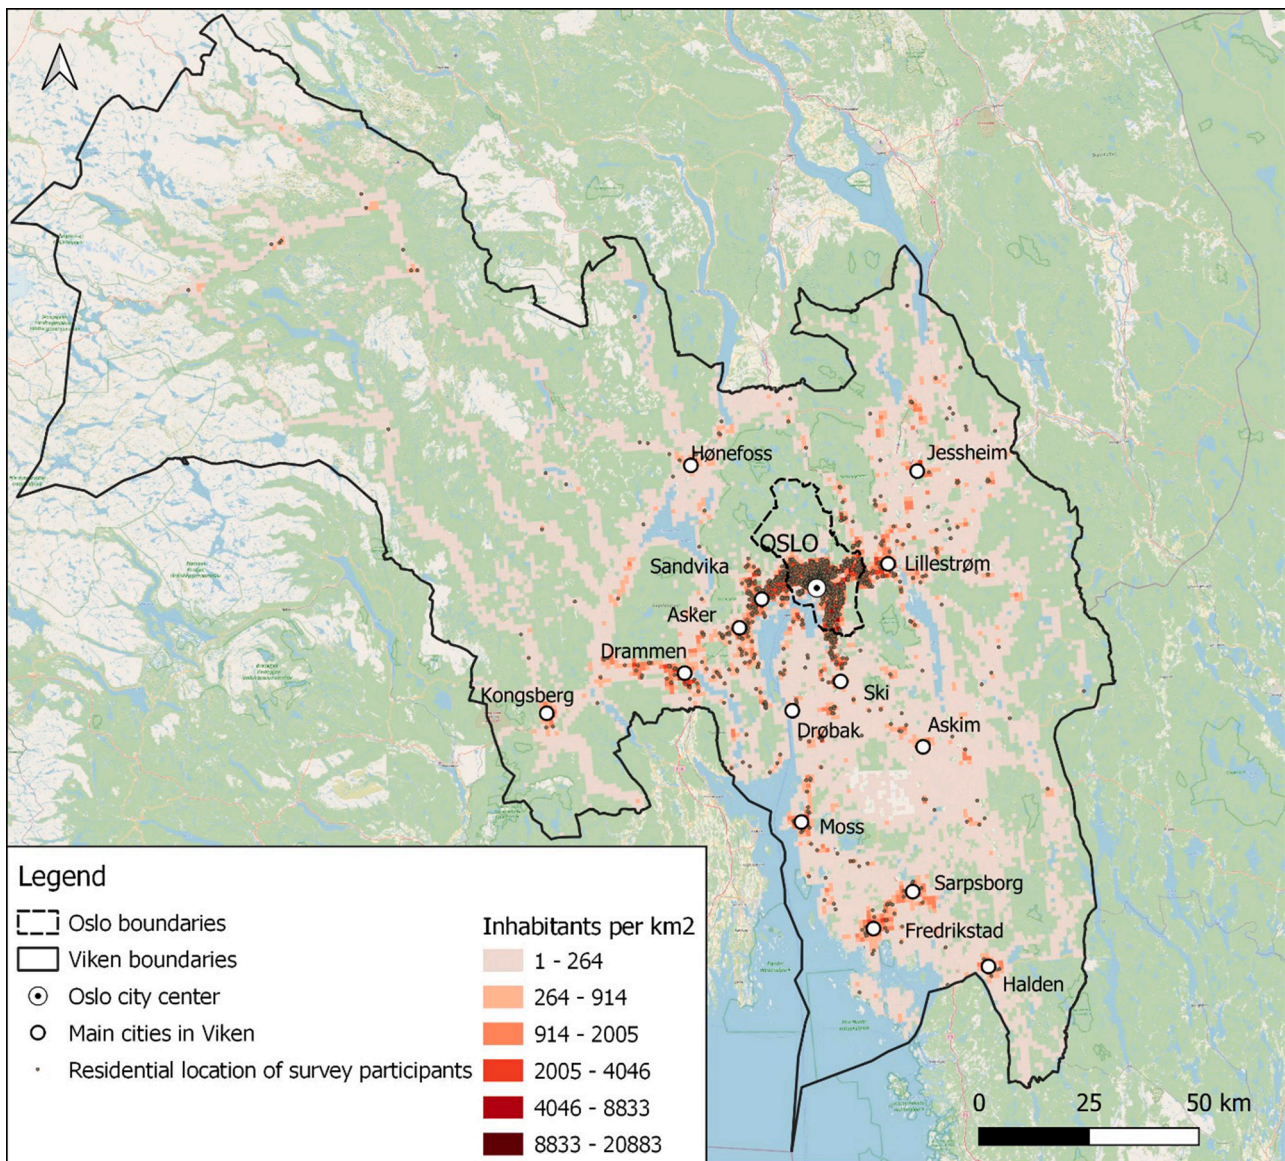 Hønefoss
Jessheim
OSLO
Sandvika
Lillestrøm
Asker
Drammen
Ski
Kongsberg
Drøbak
Askim
Moss
Sarpsborg
Fredrikstad
Halden
Legend
Oslo boundaries
Viken boundaries
Oslo city center
Main cities in Viken
Residential location of survey participants
Inhabitants per km2
1 - 264
264 - 914
914 - 2005
2005 - 4046
4046 - 8833
8833 - 20883
0 25 50 km